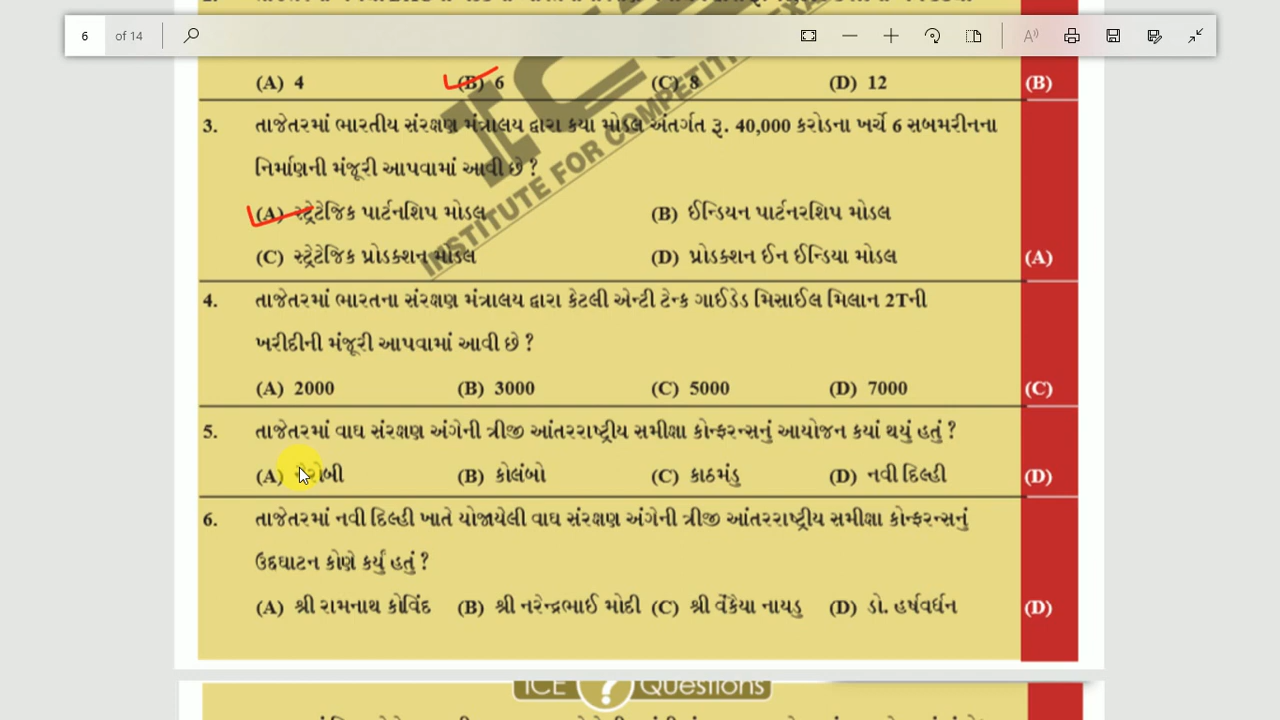 6 of 14
(A) 4 (B) 6 (C) 8 (D) 12 (B)
3. તાજેતરમાં ભારતીય સંરક્ષણ મંત્રાલય દ્વારા કયા મોડલ અંતર્ગત રૂ. 40,000 કરોડના ખર્ચે 6 સબમરીનના
નિર્માણની મંજૂરી આપવામાં આવી છે ?
(A) સ્ટ્રેટેજિક પાર્ટનશિપ મોડલ (B) ઈન્ડિયન પાર્ટનરશિપ મોડલ
(C) સ્ટ્રેટેજિક પ્રોડક્શન મોડલ (D) પ્રોડક્શન ઈન ઈન્ડિયા મોડલ (A)
4. તાજેતરમાં ભારતના સંરક્ષણ મંત્રાલય દ્વારા કેટલી એન્ટી ટેન્ક ગાઈડેડ મિસાઈલ મિલાન 2Tની
ખરીદીની મંજૂરી આપવામાં આવી છે ?
(A) 2000 (B) 3000 (C) 5000 (D) 7000 (C)
5. તાજેતરમાં વાઘ સંરક્ષણ અંગેની ત્રીજી આંતરરાષ્ટ્રીય સમીક્ષા કોન્ફરન્સનું આયોજન કયાં થયું હતું ?
(A) (B) કોલંબો (C) કાઠમંડુ (D) નવી દિલ્હી (D)
6. તાજેતરમાં નવી દિલ્હી ખાતે યોજાયેલી વાઘ સંરક્ષણ અંગેની ત્રીજી આંતરરાષ્ટ્રીય સમીક્ષા કોન્ફરન્સનું
ઉદઘાટન કોણે કર્યું હતું ?
(A) શ્રી રામનાથ કોવિંદ (B) શ્રી નરેન્દ્રભાઈ મોદી (C) શ્રી વેંકૈયા નાયડુ (D) ડો. હર્ષવર્ધન (D)
ICE ? Questions
INSTITUTE FOR